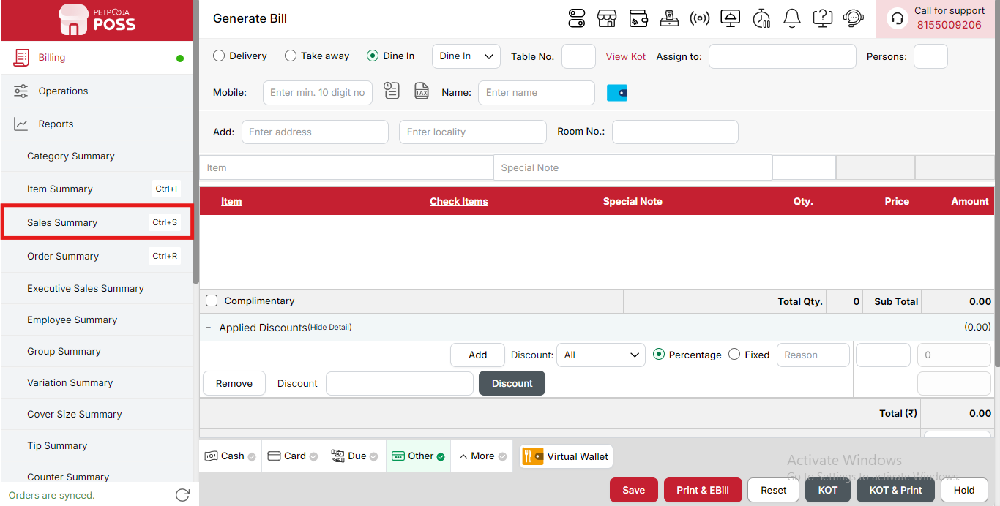 PETPOOJA
POSS
Generate Bill
Call for support
8155009206
Billing
Operations
Reports
Category Summary
Item Summary Ctrl+I
Sales Summary Ctrl+S
Order Summary Ctrl+R
Executive Sales Summary
Employee Summary
Group Summary
Variation Summary
Cover Size Summary
Tip Summary
Counter Summary
Orders are synced.
Delivery Take away Dine In Dine In Table No. View Kot Assign to: Persons:
Mobile: Enter min. 10 digit no TAX Name: Enter name
Add: Enter address Enter locality Room No.:
Item Special Note
Item Check Items Special Note Qty. Price Amount
Complimentary Total Qty. 0 Sub Total 0.00
- Applied Discounts(Hide Detail) (0.00)
Add Discount: All Percentage Fixed Reason 0
Remove Discount Discount
Total (₹) 0.00
Cash Card Due Other More Virtual Wallet
Activate Windows
Go to Settings to activate Windows.
Save Print & EBill Reset KOT KOT & Print Hold